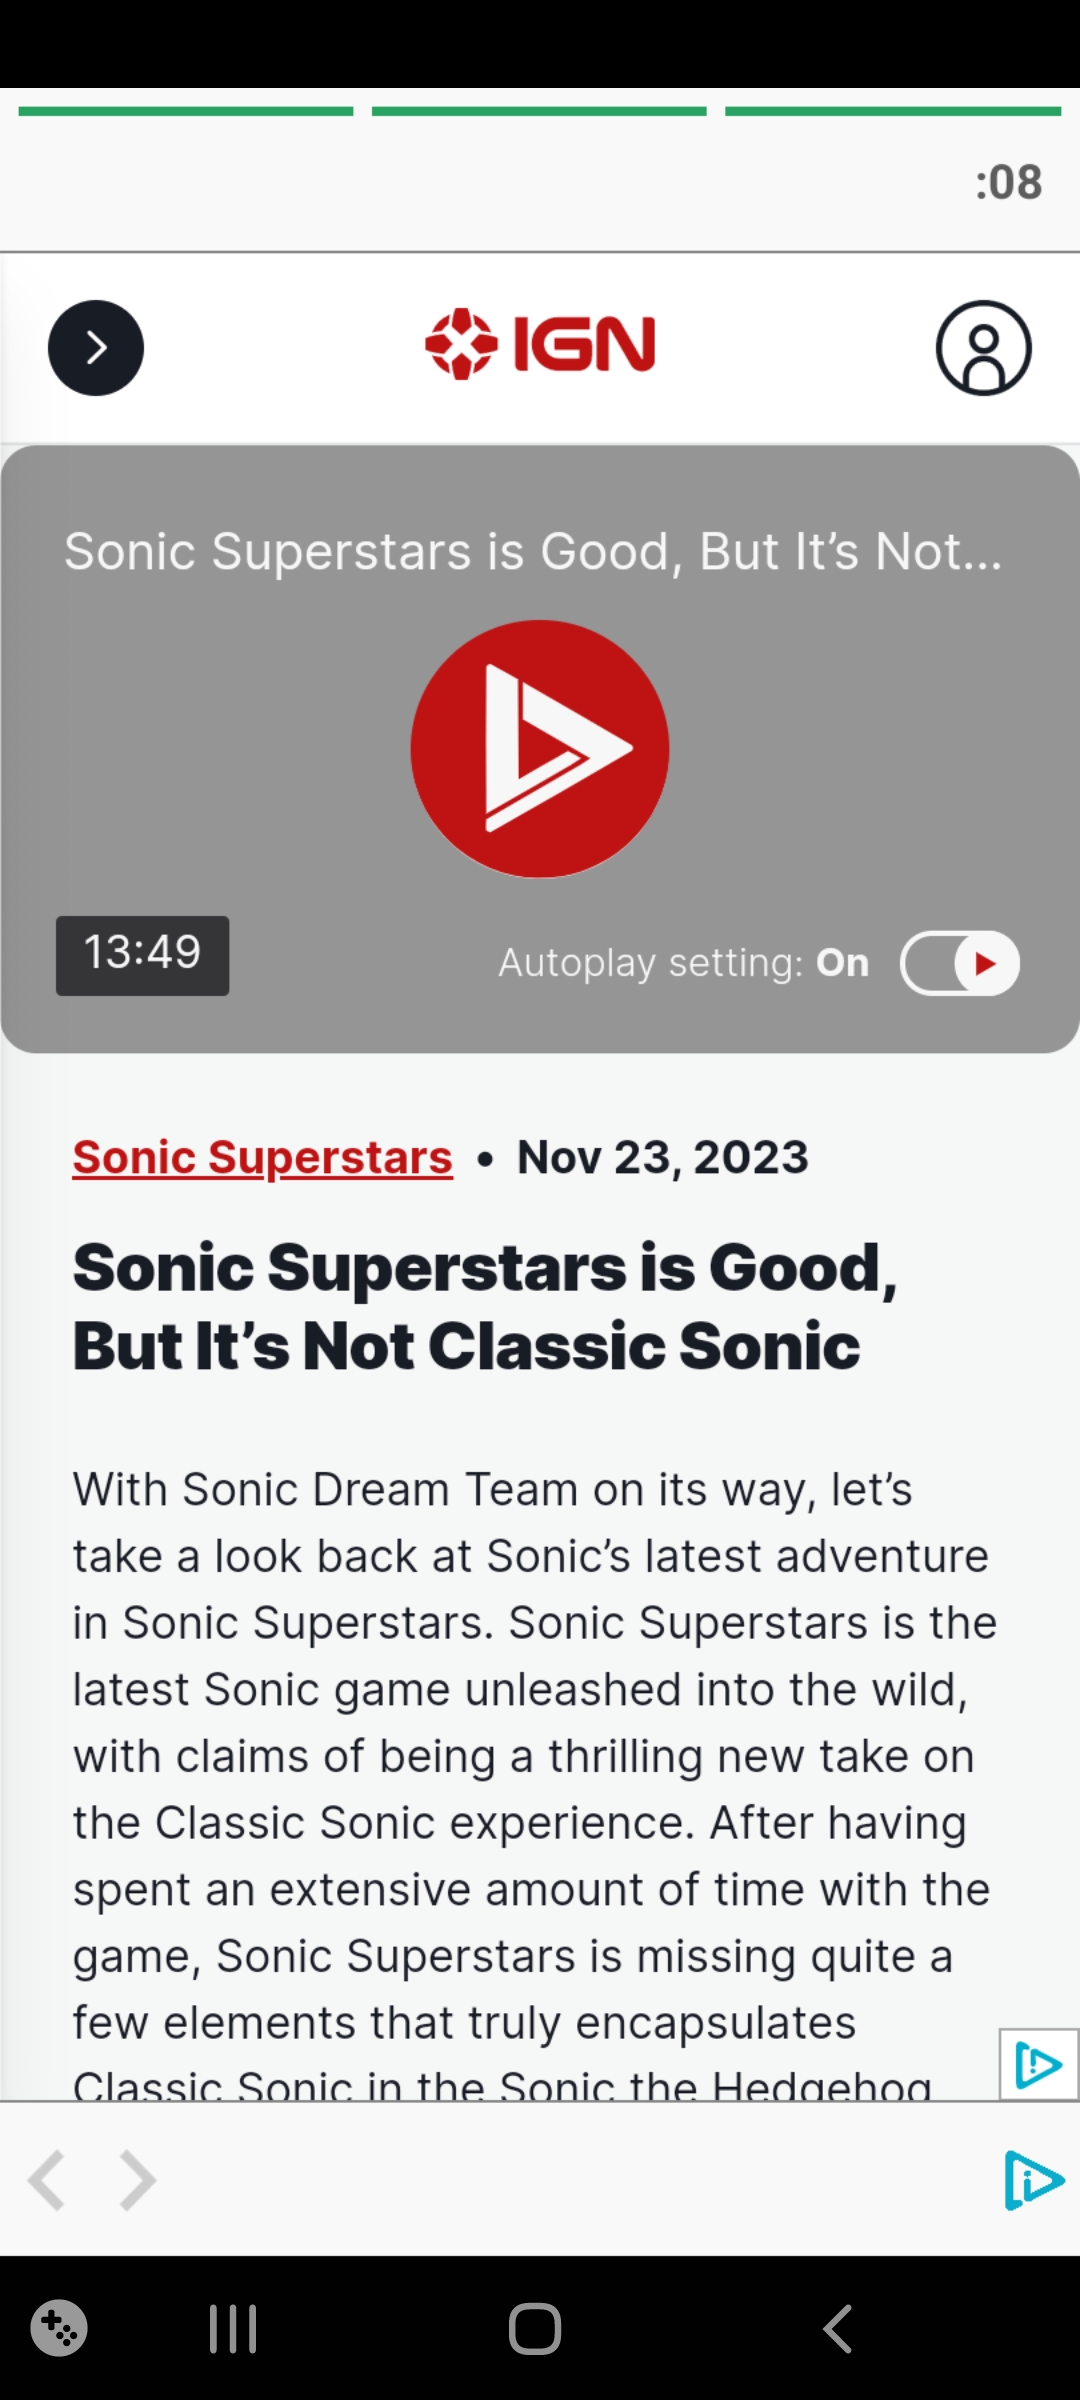 :08
IGN
Sonic Superstars is Good, But It’s Not...
13:49
Autoplay setting: On
Sonic Superstars • Nov 23, 2023
Sonic Superstars is Good,
But It’s Not Classic Sonic
With Sonic Dream Team on its way, let’s
take a look back at Sonic’s latest adventure
in Sonic Superstars. Sonic Superstars is the
latest Sonic game unleashed into the wild,
with claims of being a thrilling new take on
the Classic Sonic experience. After having
spent an extensive amount of time with the
game, Sonic Superstars is missing quite a
few elements that truly encapsulates
Classic Sonic in the Sonic the Hedgehog